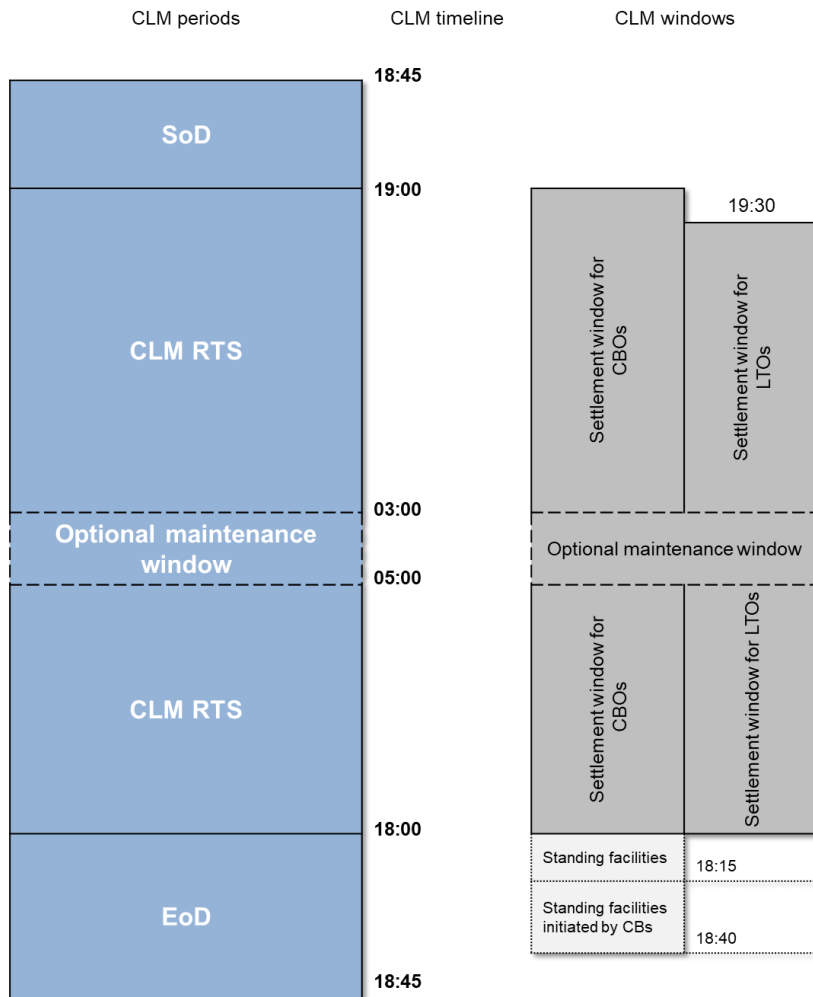 CLM periods
CLM timeline
CLM windows
18:45
SoD
19:00
19:30
CLM RTS
Settlement window for
CBOs
Settlement window for
LTOs
03:00
Optional maintenance
window
Optional maintenance window
05:00
CLM RTS
Settlement window for
CBOs
Settlement window for LTOs
18:00
Standing facilities
18:15
EoD
Standing facilities
initiated by CBs
18:40
18:45